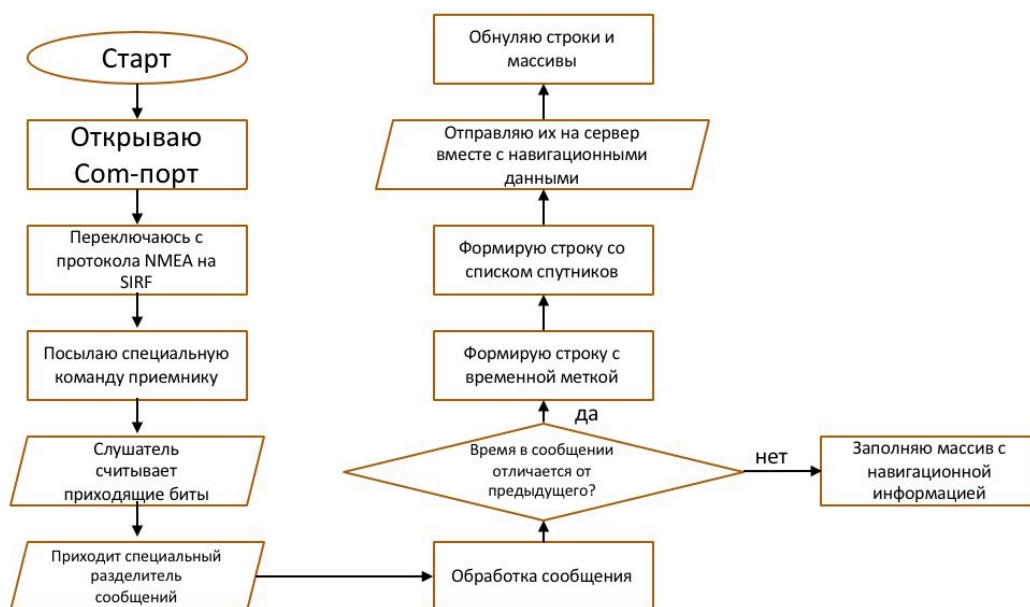 Старт
Открываю
Com-порт
Переключаюсь с
протокола NMEA на
SIRF
Посылаю специальную
команду приемнику
Слушатель
считывает
приходящие биты
Приходит специальный
разделитель
сообщений
Обработка сообщения
Время в сообщении
отличается от
предыдущего?
да
нет
Заполняю массив с
навигационной
информацией
Формирую строку с
временной меткой
Формирую строку со
списком спутников
Отправляю их на сервер
вместе с навигационными
данными
Обнуляю строки и
массивы